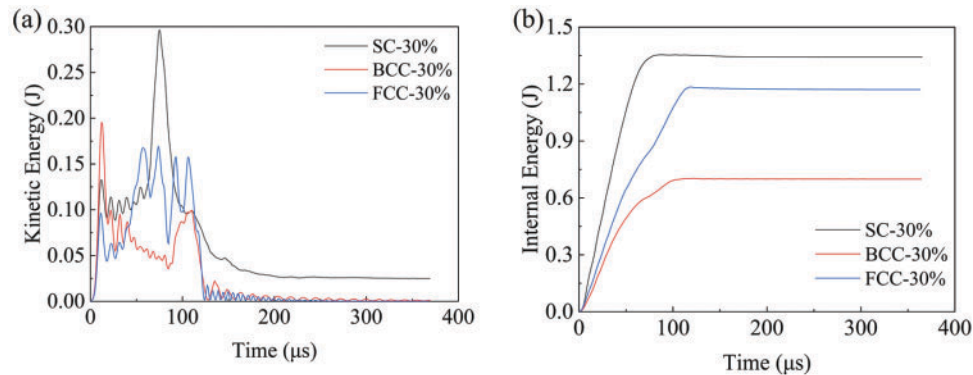 (a)
0.30
0.25
0.20
0.15
0.10
0.05
0.00
Kinetic Energy (J)
SC-30%
BCC-30%
FCC-30%
0 100 200 300 400
Time (μs)
(b)
1.5
1.2
0.9
0.6
0.3
0.0
Internal Energy (J)
SC-30%
BCC-30%
FCC-30%
0 100 200 300 400
Time (μs)